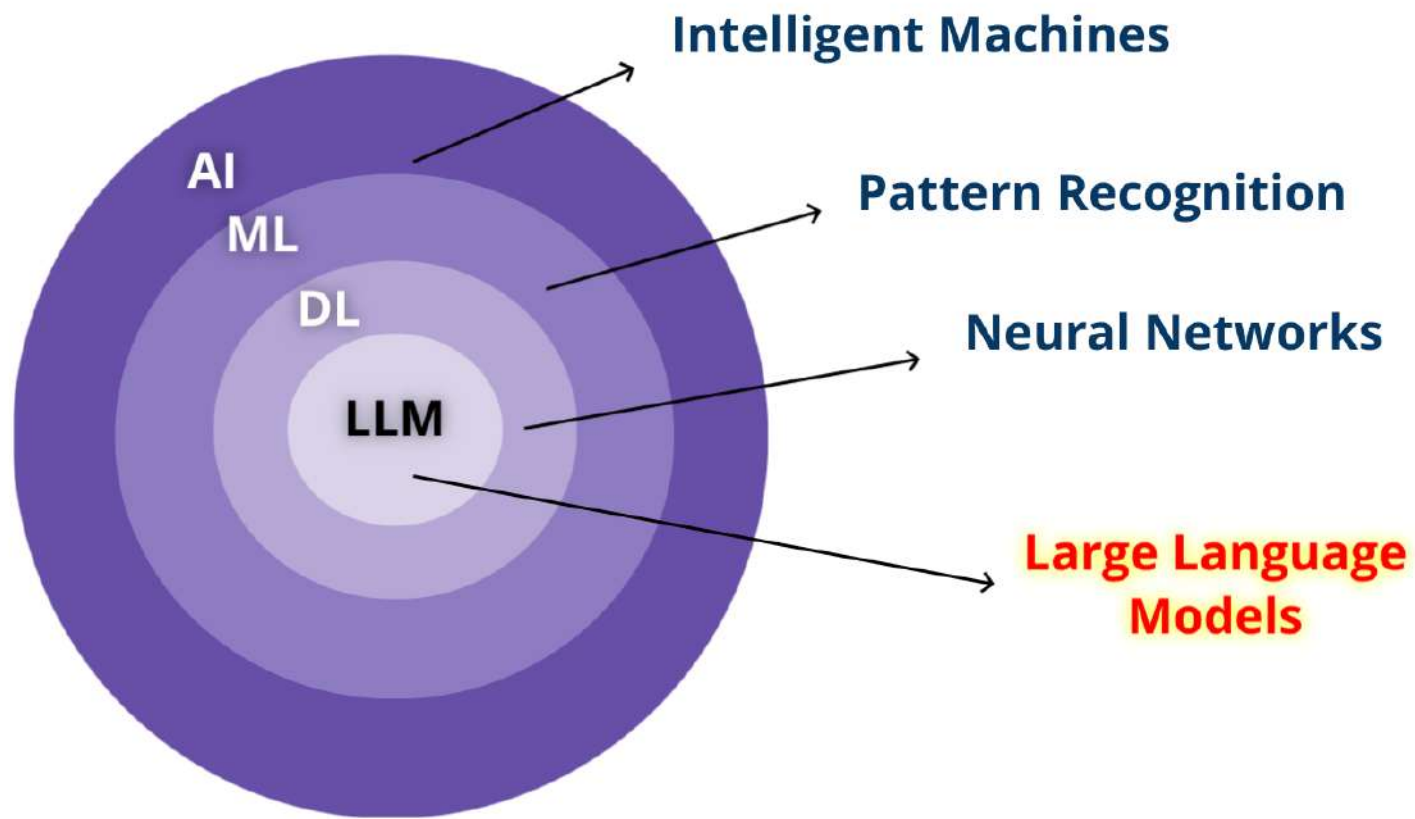 Intelligent Machines
AI
Pattern Recognition
ML
DL
Neural Networks
LLM
Large Language
Models